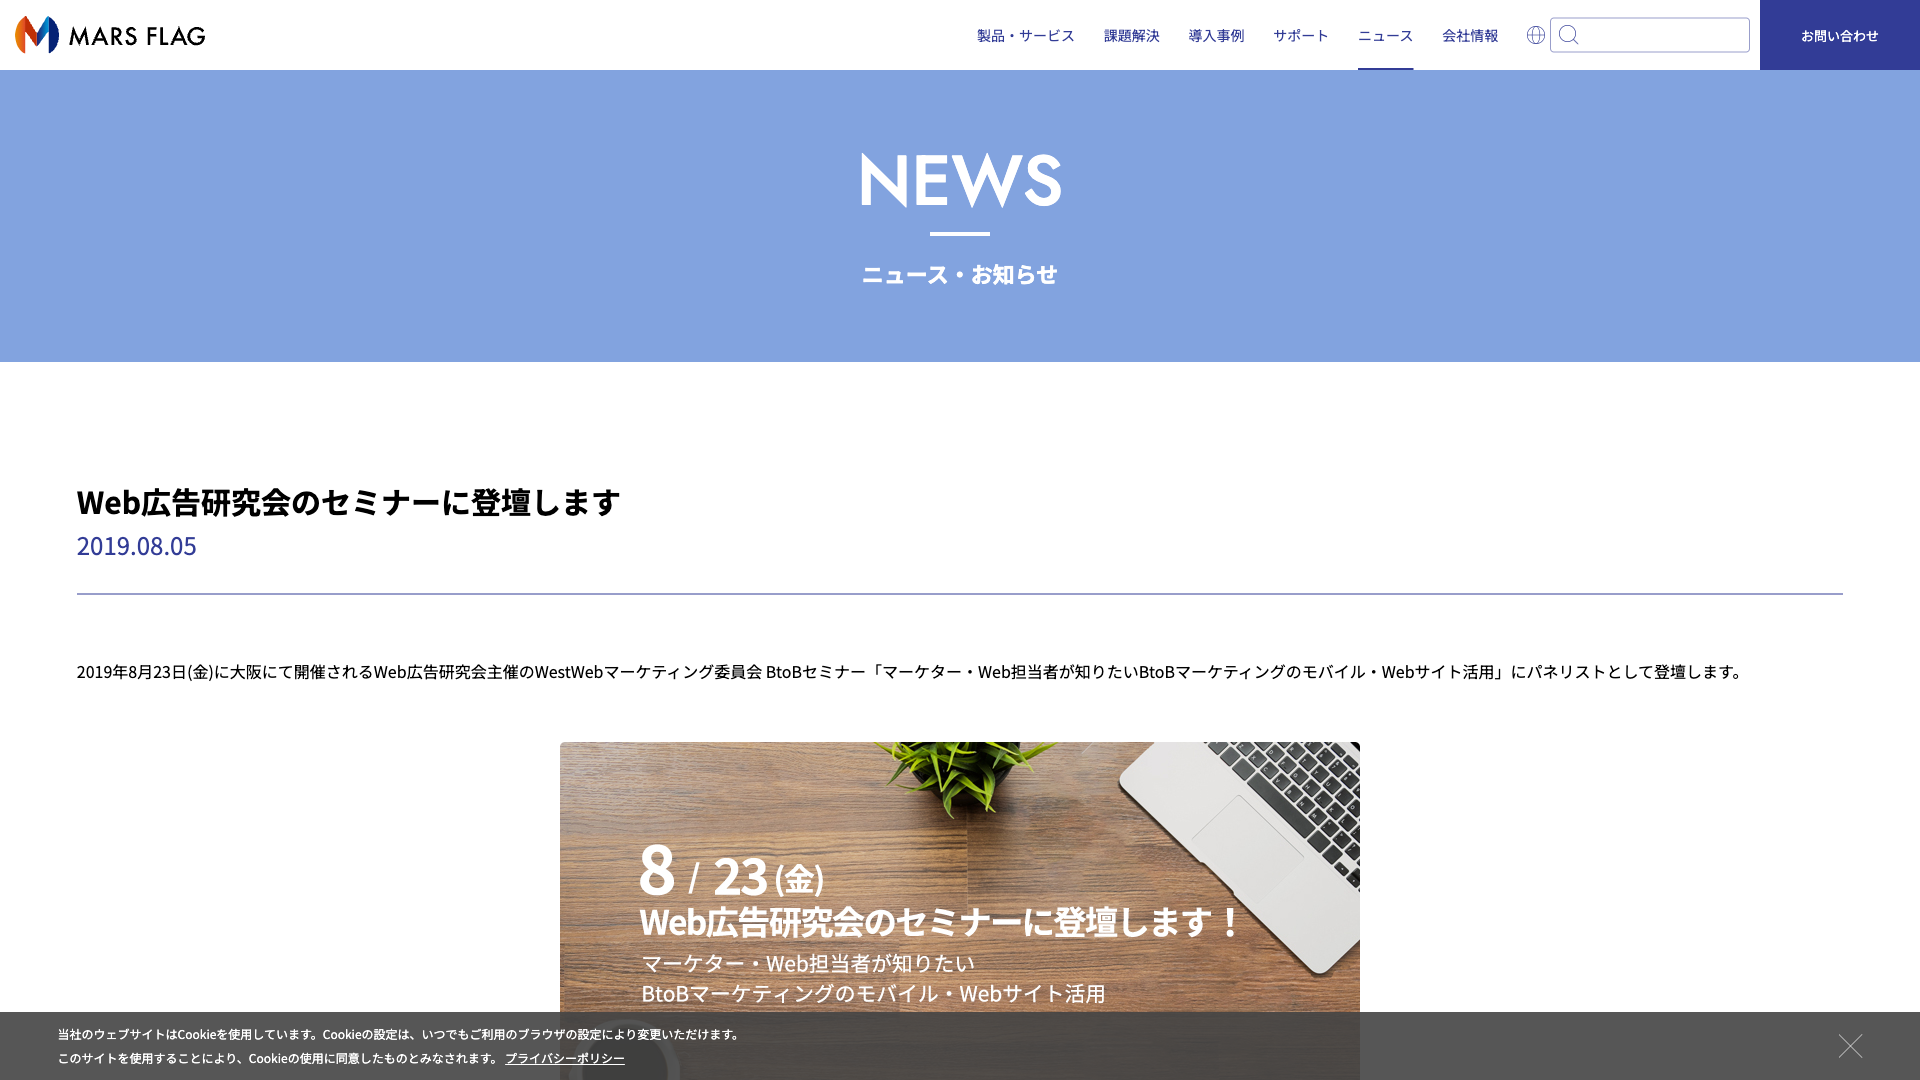 MARS FLAG
製品・サービス
課題解決
導入事例
サポート
ニュース
会社情報
お問い合わせ
NEWS
ニュース・お知らせ
Web広告研究会のセミナーに登壇します
2019.08.05
2019年8月23日(金)に大阪にて開催されるWeb広告研究会主催のWestWebマーケティング委員会 BtoBセミナー「マーケター・Web担当者が知りたいBtoBマーケティングのモバイル・Webサイト活用」にパネリストとして登壇します。
8 / 23 (金)
Web広告研究会のセミナーに登壇します！
マーケター・Web担当者が知りたい
BtoBマーケティングのモバイル・Webサイト活用
当社のウェブサイトはCookieを使用しています。Cookieの設定は、いつでもご利用のブラウザの設定により変更いただけます。
このサイトを使用することにより、Cookieの使用に同意したものとみなされます。 プライバシーポリシー